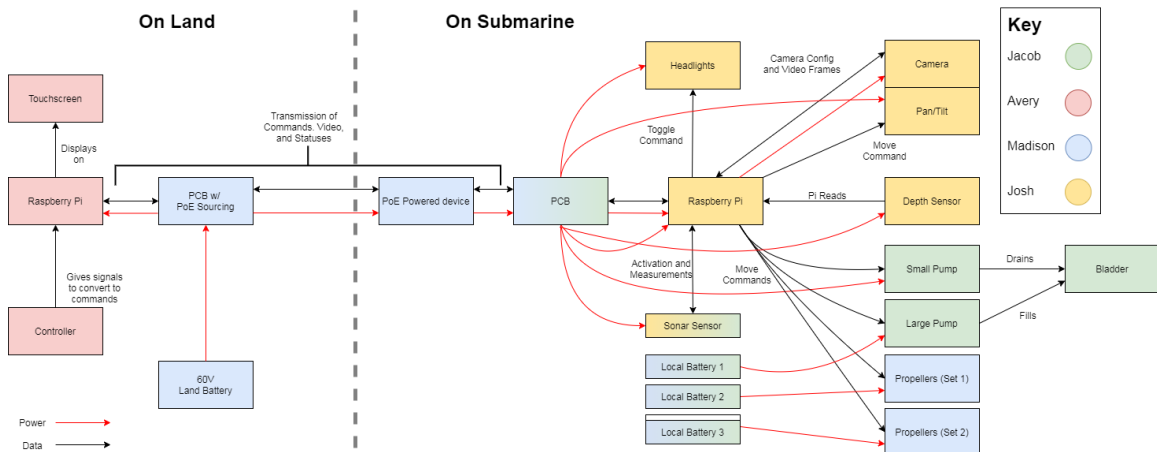 On Land
On Submarine
Key
Jacob
Avery
Madison
Josh
Touchscreen
Displays
on
Raspberry Pi
Gives signals
to convert to
commands
Controller
PCB w/
PoE Sourcing
60V
Land Battery
Transmission of
Commands. Video,
and Statuses
PoE Powered device
PCB
Headlights
Toggle
Command
Raspberry Pi
Camera Config
and Video Frames
Camera
Pan/Tilt
Move
Command
Pi Reads
Depth Sensor
Activation and
Measurements
Move
Commands
Sonar Sensor
Small Pump
Drains
Bladder
Large Pump
Fills
Local Battery 1
Local Battery 2
Local Battery 3
Propellers (Set 1)
Propellers (Set 2)
Power
Data